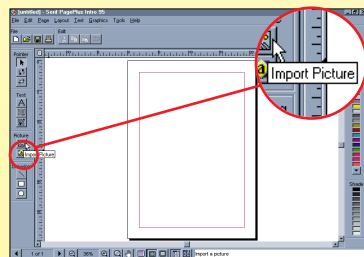 [untitled] - Serif PagePlus Intro 95
File Edit Page Layout Text Graphics Tools Help
File
Edit
Pointer
Text
A
Picture
Import Picture
Import Picture
a
Shade
1 of 1
36%
Import a picture